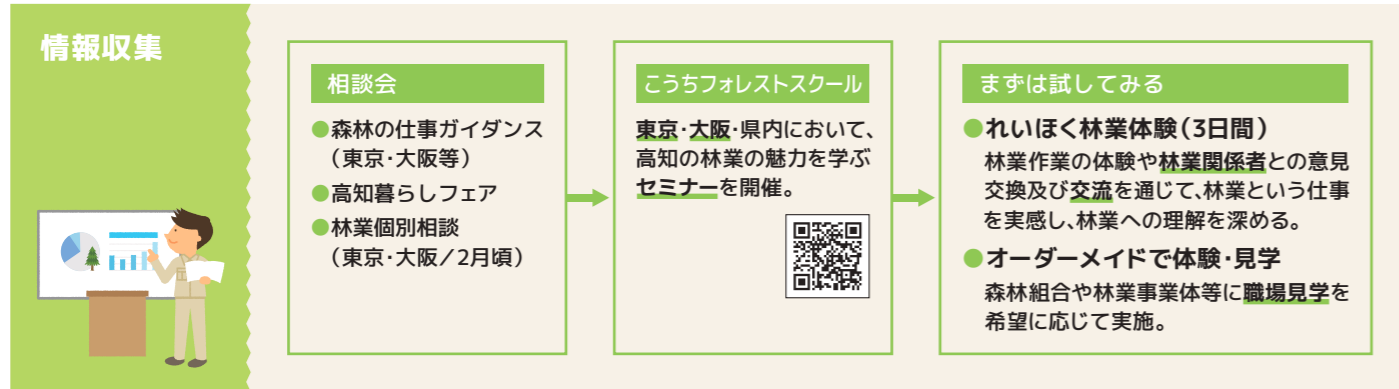 情報収集
相談会
●森林の仕事ガイダンス
（東京・大阪等）
●高知暮らしフェア
●林業個別相談
（東京・大阪／2月頃）
こうちフォレストスクール
東京・大阪・県内において、
高知の林業の魅力を学ぶ
セミナーを開催。
まずは試してみる
●れいほく林業体験（3日間）
林業作業の体験や林業関係者との意見
交換及び交流を通じて、林業という仕事
を実感し、林業への理解を深める。
●オーダーメイドで体験・見学
森林組合や林業事業体等に職場見学を
希望に応じて実施。